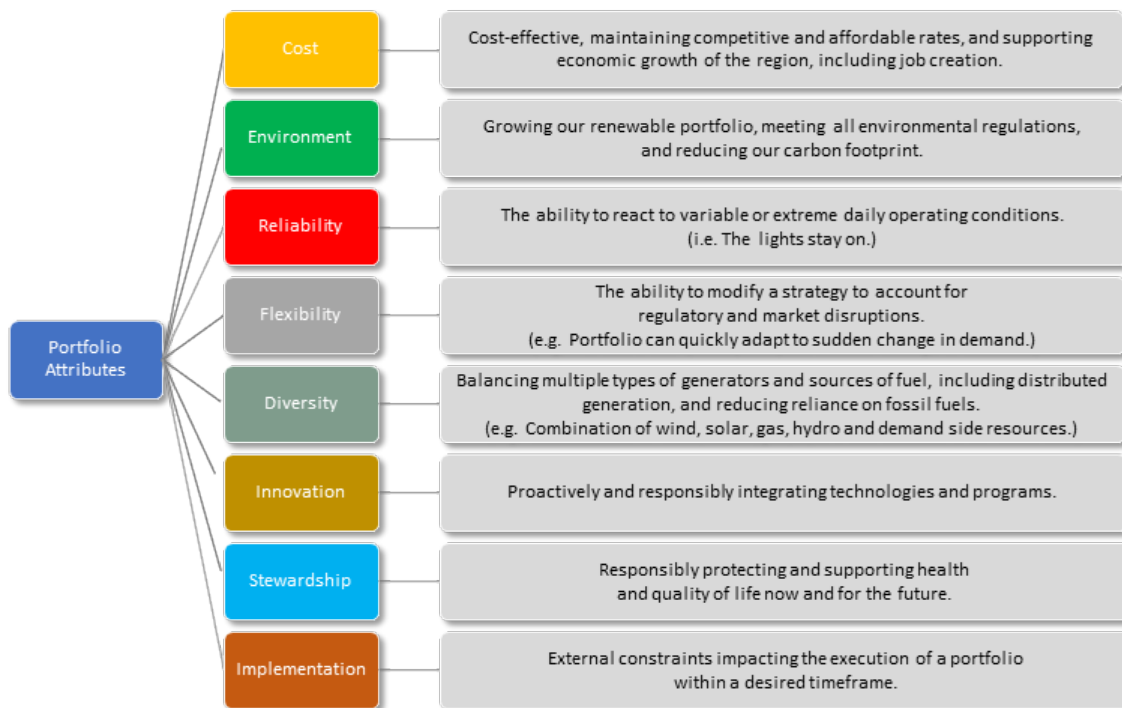 Portfolio
Attributes
Cost
Cost-effective, maintaining competitive and affordable rates, and supporting
economic growth of the region, including job creation.
Environment
Growing our renewable portfolio, meeting all environmental regulations,
and reducing our carbon footprint.
Reliability
The ability to react to variable or extreme daily operating conditions.
(i.e. The lights stay on.)
Flexibility
The ability to modify a strategy to account for
regulatory and market disruptions.
(e.g. Portfolio can quickly adapt to sudden change in demand.)
Diversity
Balancing multiple types of generators and sources of fuel, including distributed
generation, and reducing reliance on fossil fuels.
(e.g. Combination of wind, solar, gas, hydro and demand side resources.)
Innovation
Proactively and responsibly integrating technologies and programs.
Stewardship
Responsibly protecting and supporting health
and quality of life now and for the future.
Implementation
External constraints impacting the execution of a portfolio
within a desired timeframe.